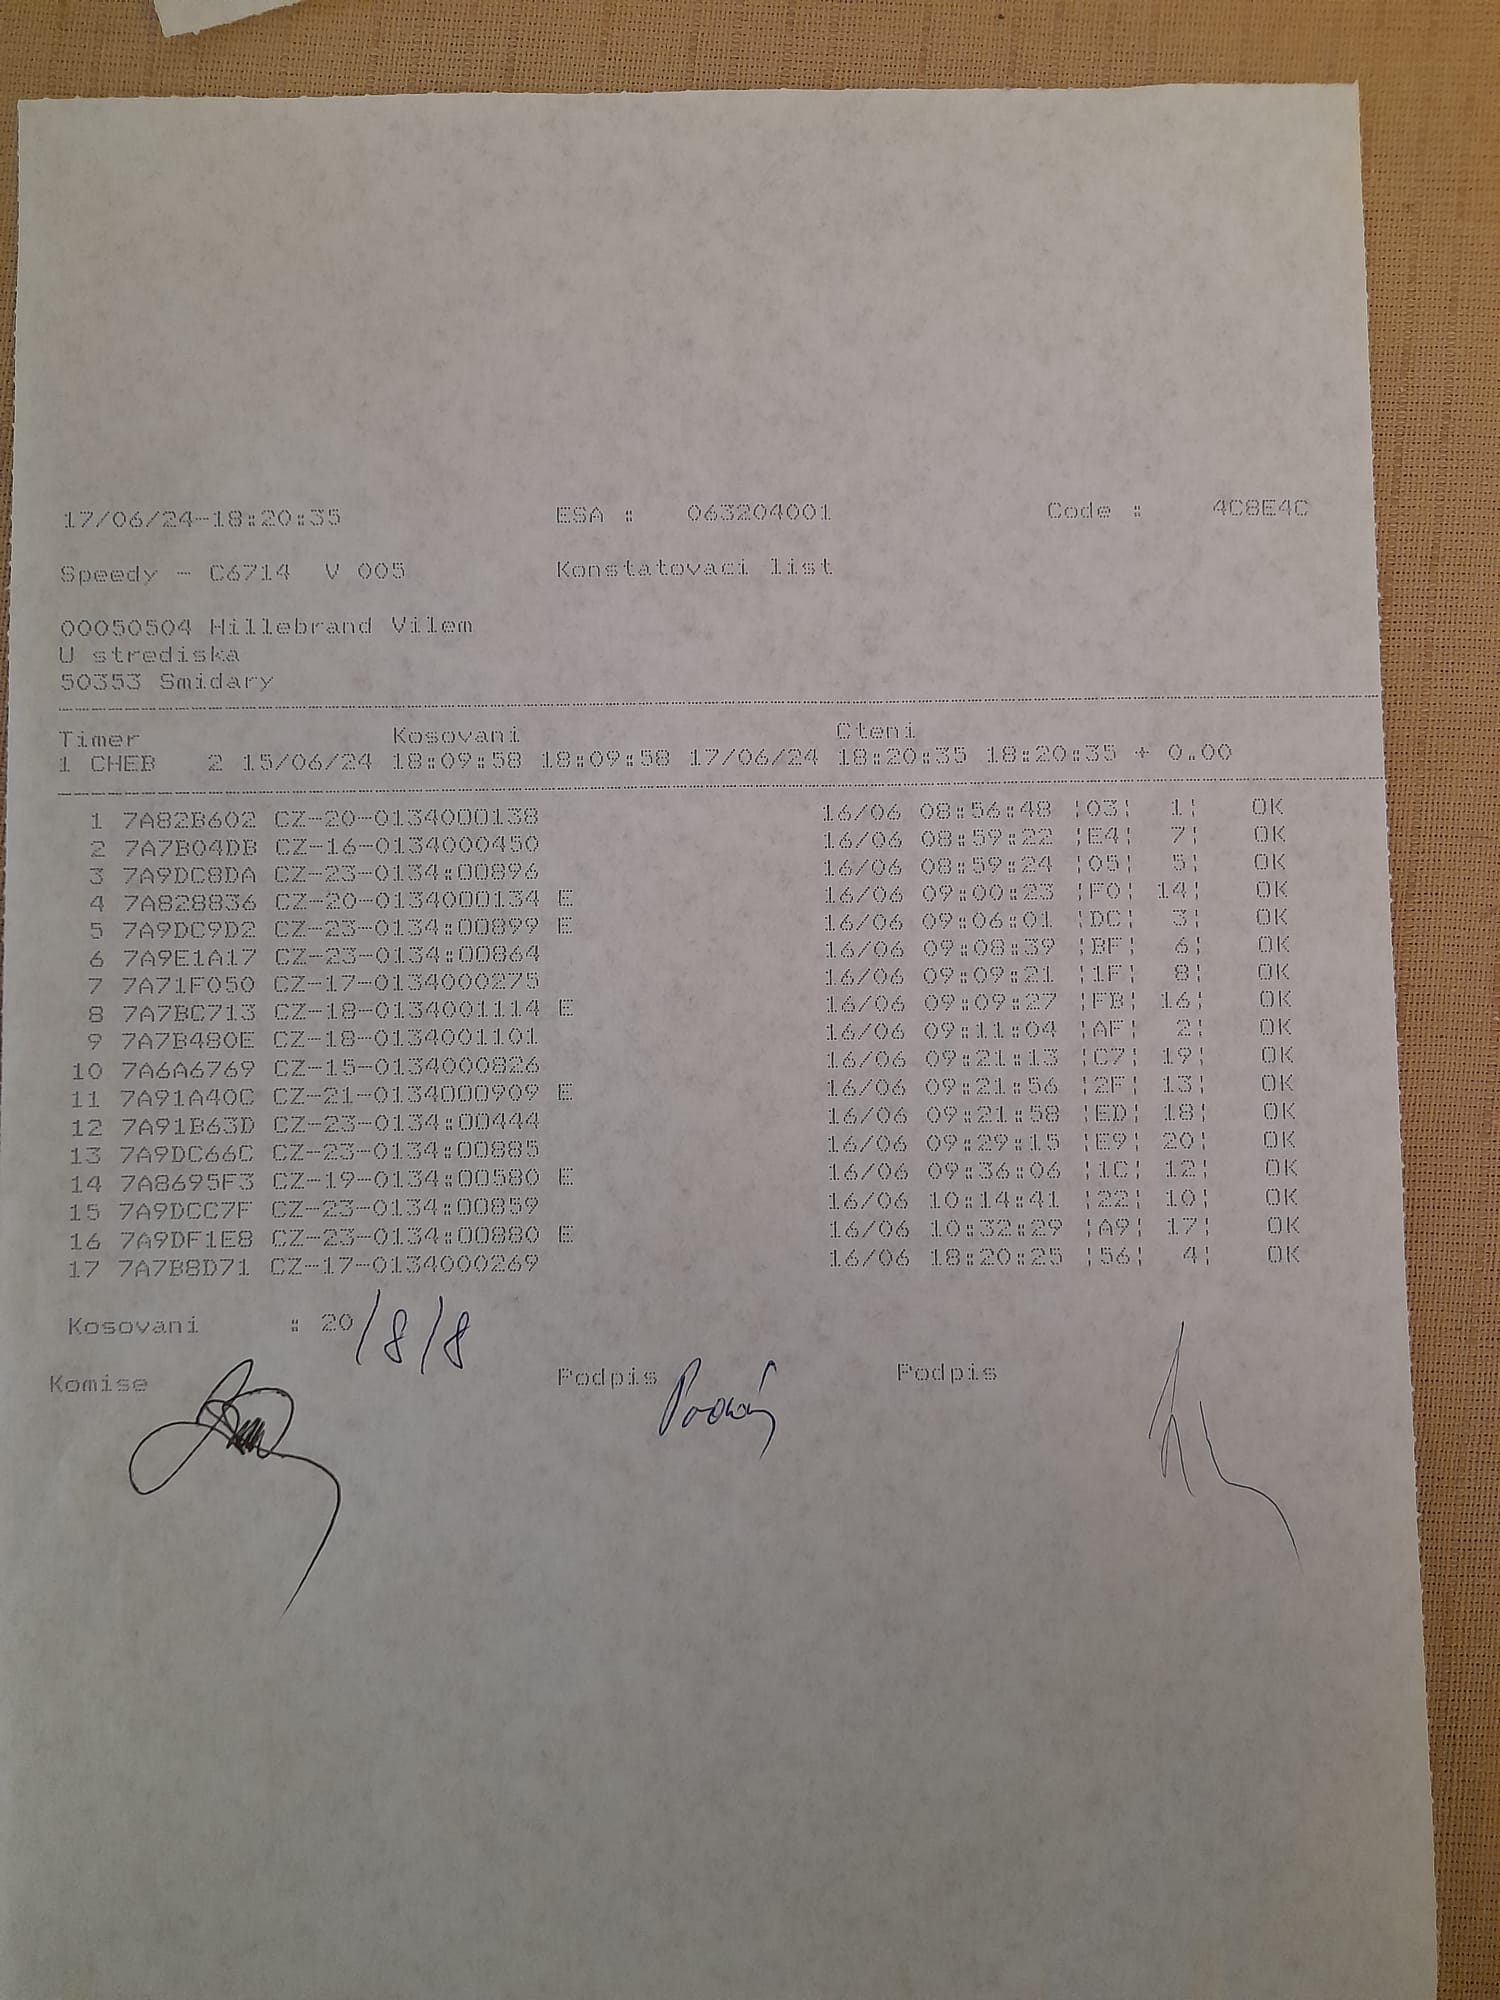 17/06/24-18:20:35 ESA : 063204001 Code : 4C8E4C
Speedy - C6714 V 005 Konstatovaci list
00050504 Hillebrand Vilem
U strediska
50353 Smidary
Timer Kosovani Cteni
1 CHEB 2 15/06/24 18:09:58 18:09:58 17/06/24 18:20:35 18:20:35 + 0.00
1 7A82B602 CZ-20-0134000138 16/06 08:56:48 ¦03¦ 1¦ OK
2 7A7B04DB CZ-16-0134000450 16/06 08:59:22 ¦E4¦ 7¦ OK
3 7A9DC8DA CZ-23-0134:00896 16/06 08:59:24 ¦05¦ 5¦ OK
4 7A828836 CZ-20-0134000134 E 16/06 09:00:23 ¦F0¦ 14¦ OK
5 7A9DC9D2 CZ-23-0134:00899 E 16/06 09:06:01 ¦DC¦ 3¦ OK
6 7A9E1A17 CZ-23-0134:00864 16/06 09:08:39 ¦BF¦ 6¦ OK
7 7A71F050 CZ-17-0134000275 16/06 09:09:21 ¦1F¦ 8¦ OK
8 7A7BC713 CZ-18-0134001114 E 16/06 09:09:27 ¦FB¦ 16¦ OK
9 7A7B480E CZ-18-0134001101 16/06 09:11:04 ¦AF¦ 2¦ OK
10 7A6A6769 CZ-15-0134000826 16/06 09:21:13 ¦C7¦ 19¦ OK
11 7A91A40C CZ-21-0134000909 E 16/06 09:21:56 ¦2F¦ 13¦ OK
12 7A91B63D CZ-23-0134:00444 16/06 09:21:58 ¦ED¦ 18¦ OK
13 7A9DC66C CZ-23-0134:00885 16/06 09:29:15 ¦E9¦ 20¦ OK
14 7A8695F3 CZ-19-0134:00580 E 16/06 09:36:06 ¦1C¦ 12¦ OK
15 7A9DCC7F CZ-23-0134:00859 16/06 10:14:41 ¦22¦ 10¦ OK
16 7A9DF1E8 CZ-23-0134:00880 E 16/06 10:32:29 ¦A9¦ 17¦ OK
17 7A7B8D71 CZ-17-0134000269 16/06 18:20:25 ¦56¦ 4¦ OK
Kosovani : 20/8/8
Komise Podpis Podpis